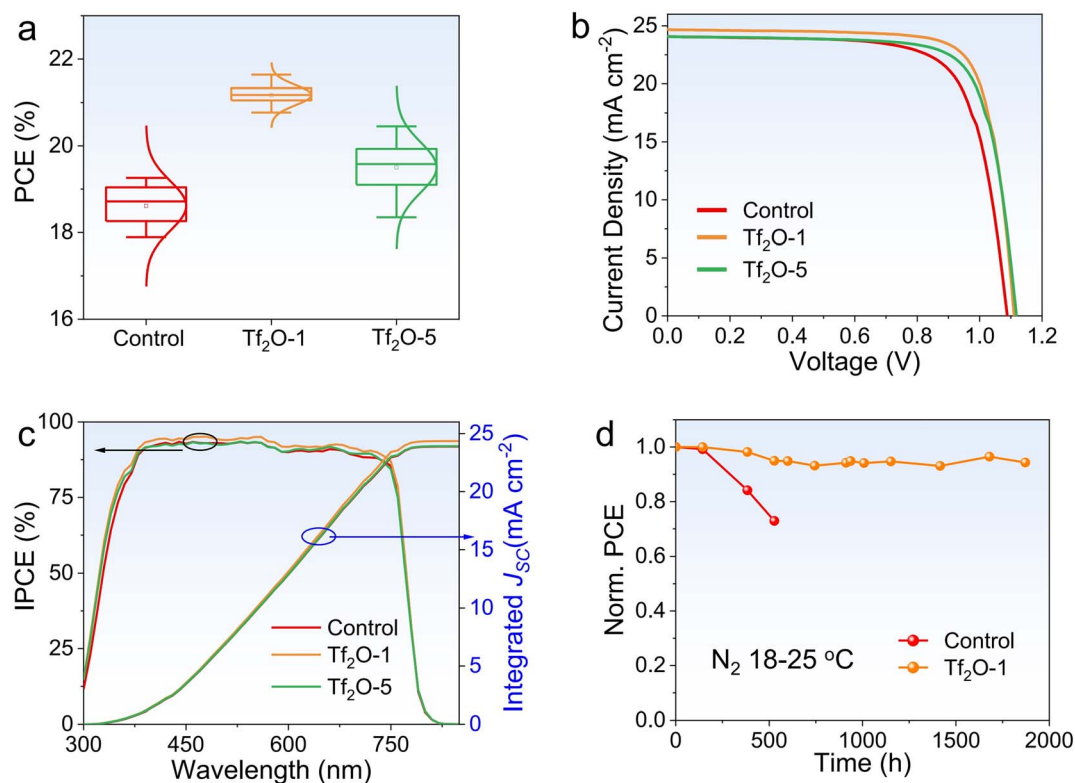 a
PCE (%)
22
20
18
16
Control
Tf₂O-1
Tf₂O-5
b
Current Density (mA cm⁻²)
25
20
15
10
5
0
0.0 0.2 0.4 0.6 0.8 1.0 1.2
Voltage (V)
Control
Tf₂O-1
Tf₂O-5
c
IPCE (%)
100
75
50
25
0
300 450 600 750
Wavelength (nm)
Integrated J_SC(mA cm⁻²)
24
20
16
10
5
0
Control
Tf₂O-1
Tf₂O-5
d
Norm. PCE
1.0
0.8
0.6
0.4
0.2
0.0
0 500 1000 1500 2000
Time (h)
N₂ 18-25 °C
Control
Tf₂O-1